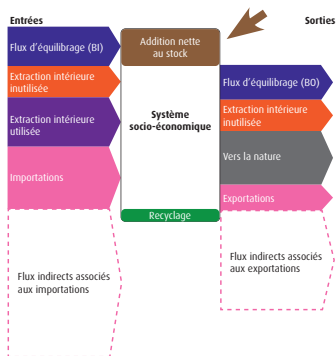 Entrées
Sorties
Flux d'équilibrage (BI)
Extraction intérieure
inutilisée
Extraction intérieure
utilisée
Importations
Flux indirects associés
aux importations
Addition nette
au stock
Système
socio-économique
Recyclage
Flux d'équilibrage (BO)
Extraction intérieure
inutilisée
Vers la nature
Exportations
Flux indirects associés
aux exportations